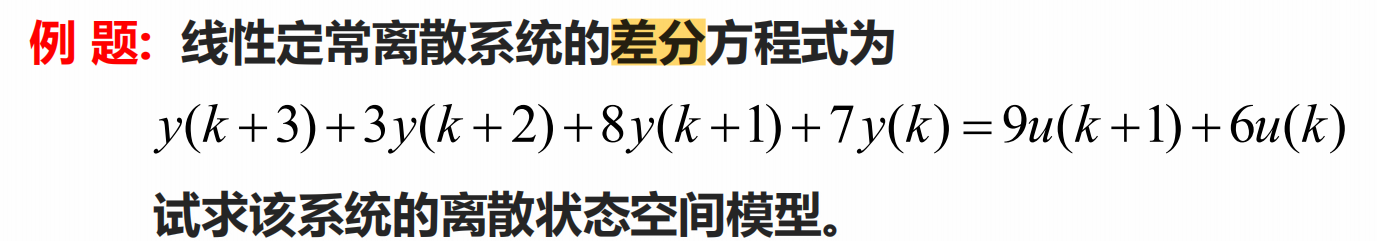 例 题: 线性定常离散系统的差分方程式为
y(k+3)+3y(k+2)+8y(k+1)+7y(k)=9u(k+1)+6u(k)
试求该系统的离散状态空间模型。